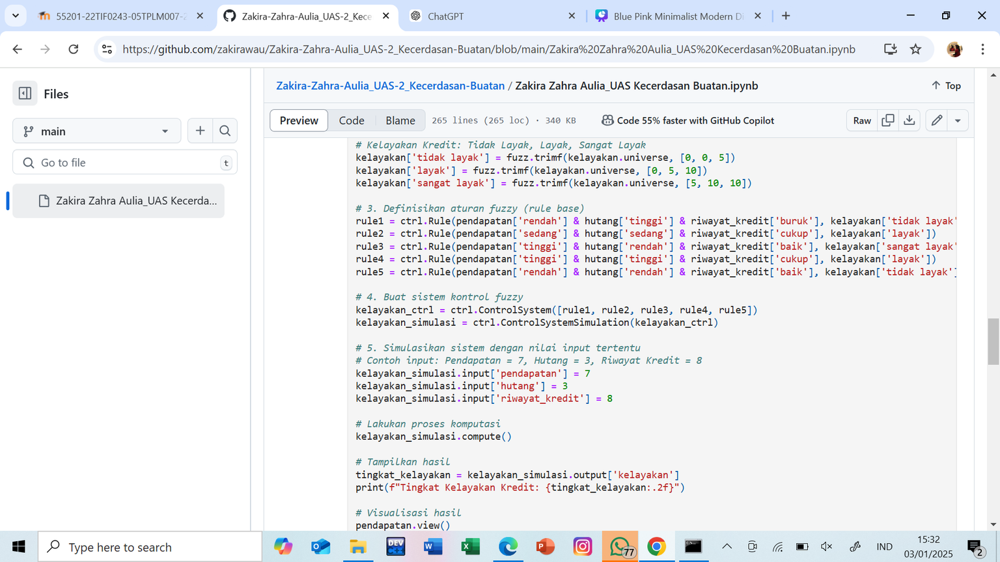 55201-22TIF0243-05TPLM007-2
Zakira-Zahra-Aulia_UAS-2_Kece
ChatGPT
Blue Pink Minimalist Modern Di
https://github.com/zakirawau/Zakira-Zahra-Aulia_UAS-2_Kecerdasan-Buatan/blob/main/Zakira%20Zahra%20Aulia_UAS%20Kecerdasan%20Buatan.ipynb
Files
main
Go to file
t
Zakira Zahra Aulia_UAS Kecerda...
Zakira-Zahra-Aulia_UAS-2_Kecerdasan-Buatan / Zakira Zahra Aulia_UAS Kecerdasan Buatan.ipynb
Top
Preview Code Blame 265 lines (265 loc) · 340 KB Code 55% faster with GitHub Copilot Raw
# Kelayakan Kredit: Tidak Layak, Layak, Sangat Layak
kelayakan['tidak layak'] = fuzz.trimf(kelayakan.universe, [0, 0, 5])
kelayakan['layak'] = fuzz.trimf(kelayakan.universe, [0, 5, 10])
kelayakan['sangat layak'] = fuzz.trimf(kelayakan.universe, [5, 10, 10])
# 3. Definisikan aturan fuzzy (rule base)
rule1 = ctrl.Rule(pendapatan['rendah'] & hutang['tinggi'] & riwayat_kredit['buruk'], kelayakan['tidak layak'
rule2 = ctrl.Rule(pendapatan['sedang'] & hutang['sedang'] & riwayat_kredit['cukup'], kelayakan['layak'])
rule3 = ctrl.Rule(pendapatan['tinggi'] & hutang['rendah'] & riwayat_kredit['baik'], kelayakan['sangat layak'
rule4 = ctrl.Rule(pendapatan['tinggi'] & hutang['tinggi'] & riwayat_kredit['cukup'], kelayakan['layak'])
rule5 = ctrl.Rule(pendapatan['rendah'] & hutang['rendah'] & riwayat_kredit['baik'], kelayakan['tidak layak']
# 4. Buat sistem kontrol fuzzy
kelayakan_ctrl = ctrl.ControlSystem([rule1, rule2, rule3, rule4, rule5])
kelayakan_simulasi = ctrl.ControlSystemSimulation(kelayakan_ctrl)
# 5. Simulasikan sistem dengan nilai input tertentu
# Contoh input: Pendapatan = 7, Hutang = 3, Riwayat Kredit = 8
kelayakan_simulasi.input['pendapatan'] = 7
kelayakan_simulasi.input['hutang'] = 3
kelayakan_simulasi.input['riwayat_kredit'] = 8
# Lakukan proses komputasi
kelayakan_simulasi.compute()
# Tampilkan hasil
tingkat_kelayakan = kelayakan_simulasi.output['kelayakan']
print(f"Tingkat Kelayakan Kredit: {tingkat_kelayakan:.2f}")
# Visualisasi hasil
pendapatan.view()
Type here to search
DEV
C++
77
IND
15:32
03/01/2025
2